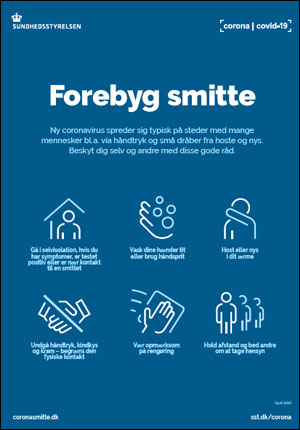 SUNDHEDSSTYRELSEN
corona | covid-19
Forebyg smitte
Ny coronavirus spreder sig typisk på steder med mange
mennesker bl.a. via håndtryk og små dråber fra hoste og nys.
Beskyt dig selv og andre med disse gode råd.
Gå i selvisolation, hvis du
har symptomer, er testet
positiv eller er nær kontakt
til en smittet
Vask dine hænder tit
eller brug håndsprit
Host eller nys
i dit ærme
Undgå håndtryk, kindkys
og kram – begræns den
fysiske kontakt
Vær opmærksom
på rengøring
Hold afstand og bed andre
om at tage hensyn
coronasmitte.dk
sst.dk/corona